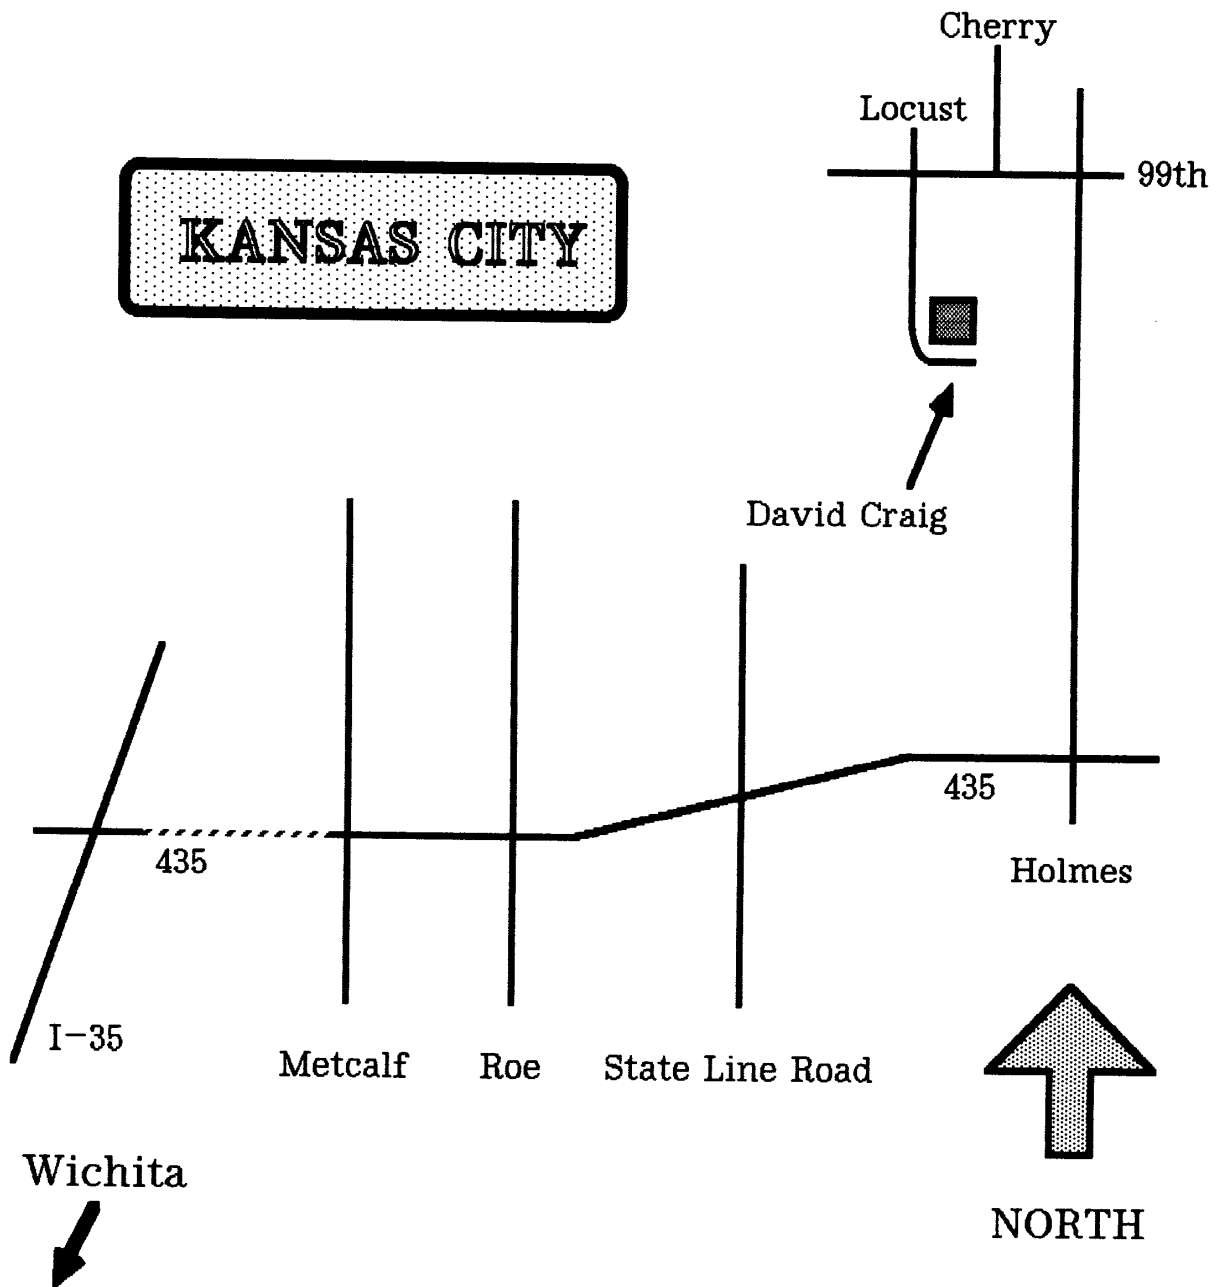 Cherry
Locust
99th
KANSAS CITY
David Craig
435
435
Holmes
I-35
Metcalf
Roe
State Line Road
Wichita
NORTH